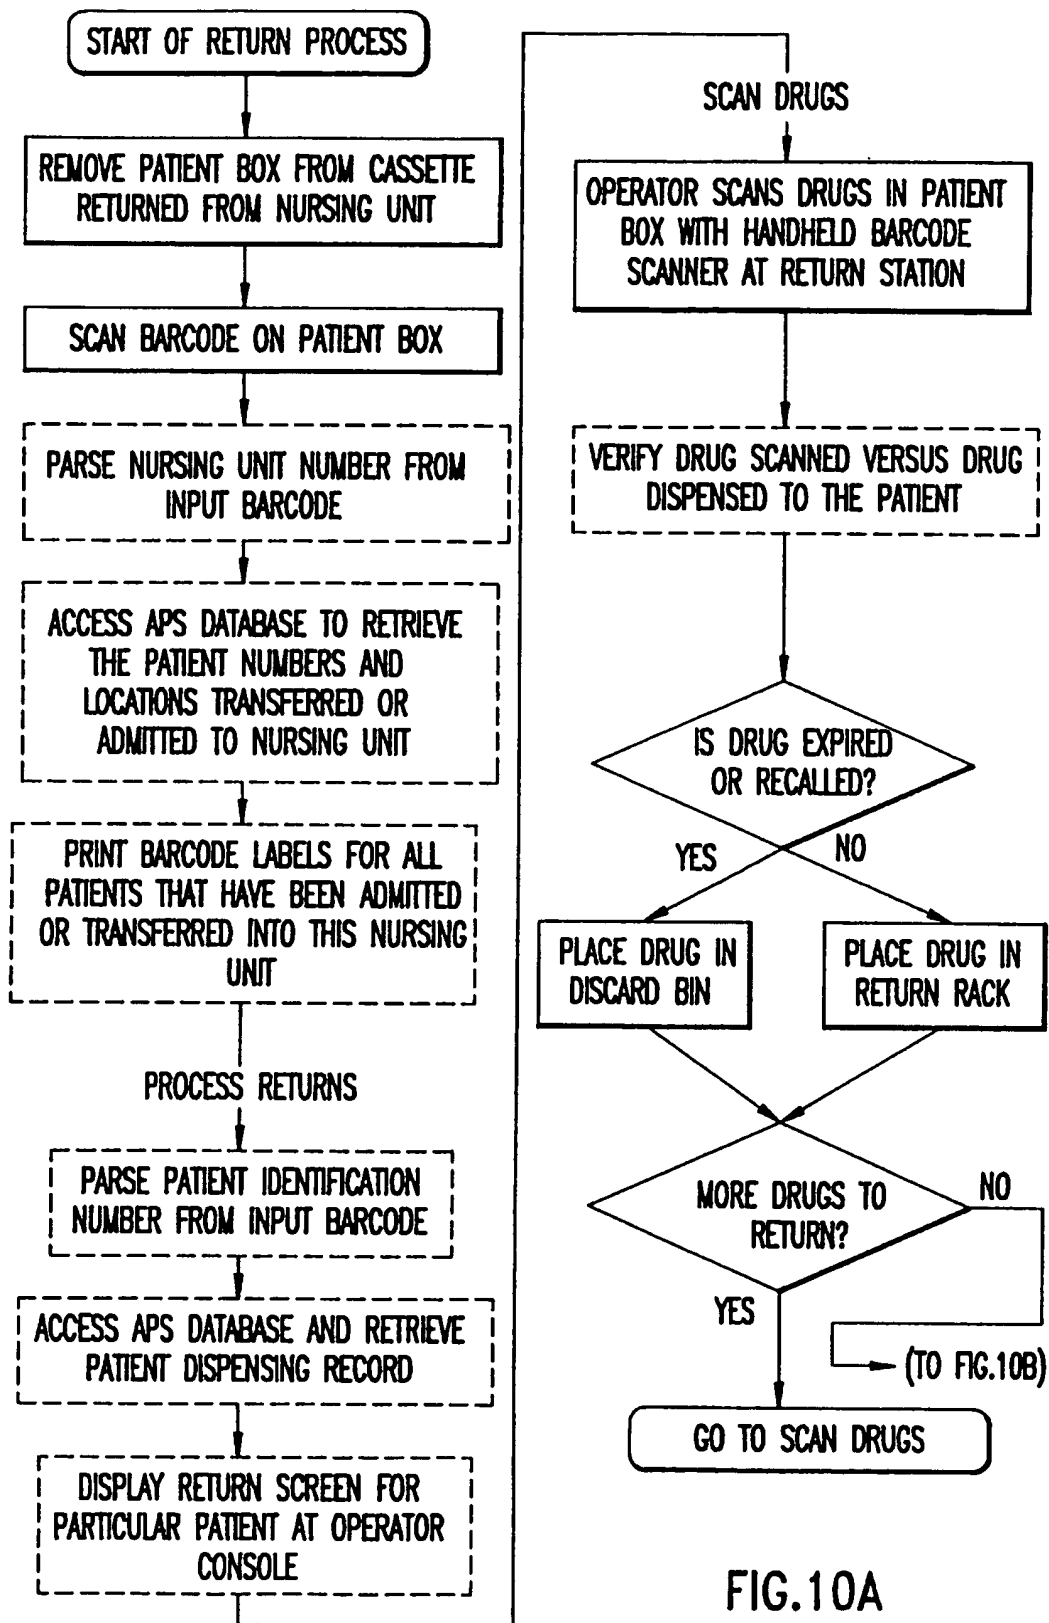 START OF RETURN PROCESS
REMOVE PATIENT BOX FROM CASSETTE
RETURNED FROM NURSING UNIT
SCAN BARCODE ON PATIENT BOX
PARSE NURSING UNIT NUMBER FROM
INPUT BARCODE
ACCESS APS DATABASE TO RETRIEVE
THE PATIENT NUMBERS AND
LOCATIONS TRANSFERRED OR
ADMITTED TO NURSING UNIT
PRINT BARCODE LABELS FOR ALL
PATIENTS THAT HAVE BEEN ADMITTED
OR TRANSFERRED INTO THIS NURSING
UNIT
PROCESS RETURNS
PARSE PATIENT IDENTIFICATION
NUMBER FROM INPUT BARCODE
ACCESS APS DATABASE AND RETRIEVE
PATIENT DISPENSING RECORD
DISPLAY RETURN SCREEN FOR
PARTICULAR PATIENT AT OPERATOR
CONSOLE
SCAN DRUGS
OPERATOR SCANS DRUGS IN PATIENT
BOX WITH HANDHELD BARCODE
SCANNER AT RETURN STATION
VERIFY DRUG SCANNED VERSUS DRUG
DISPENSED TO THE PATIENT
IS DRUG EXPIRED
OR RECALLED?
YES
NO
PLACE DRUG IN
DISCARD BIN
PLACE DRUG IN
RETURN RACK
MORE DRUGS TO
RETURN?
NO
YES
(TO FIG.10B)
GO TO SCAN DRUGS
FIG.10A